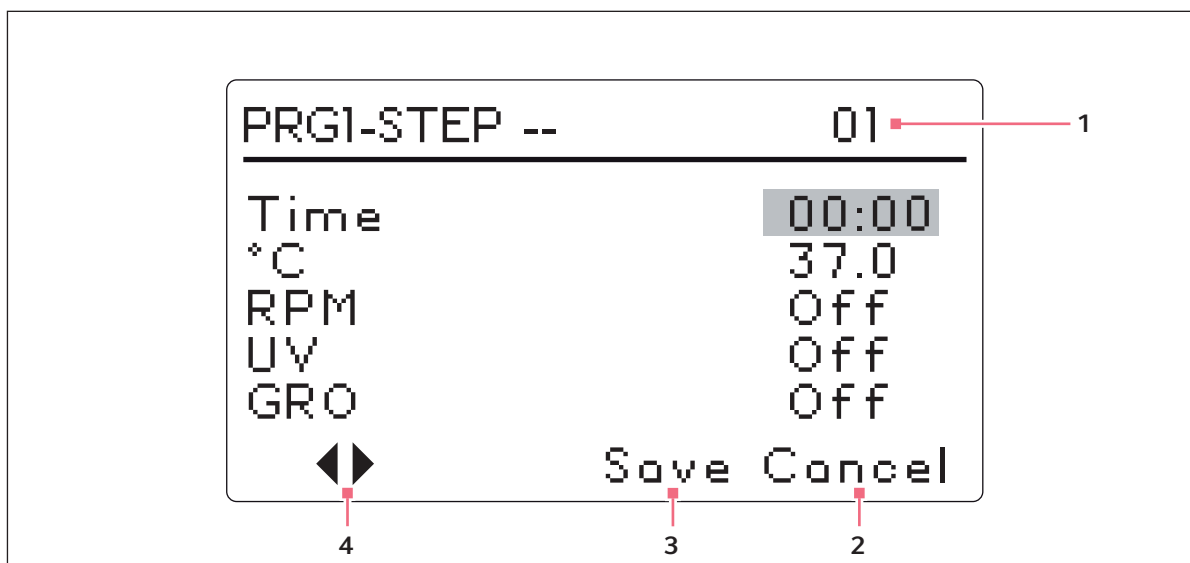 PRG1-STEP -- 01 1
Time 00:00
°C 37.0
RPM Off
UV Off
GRO Off
Save Cancel
4 3 2